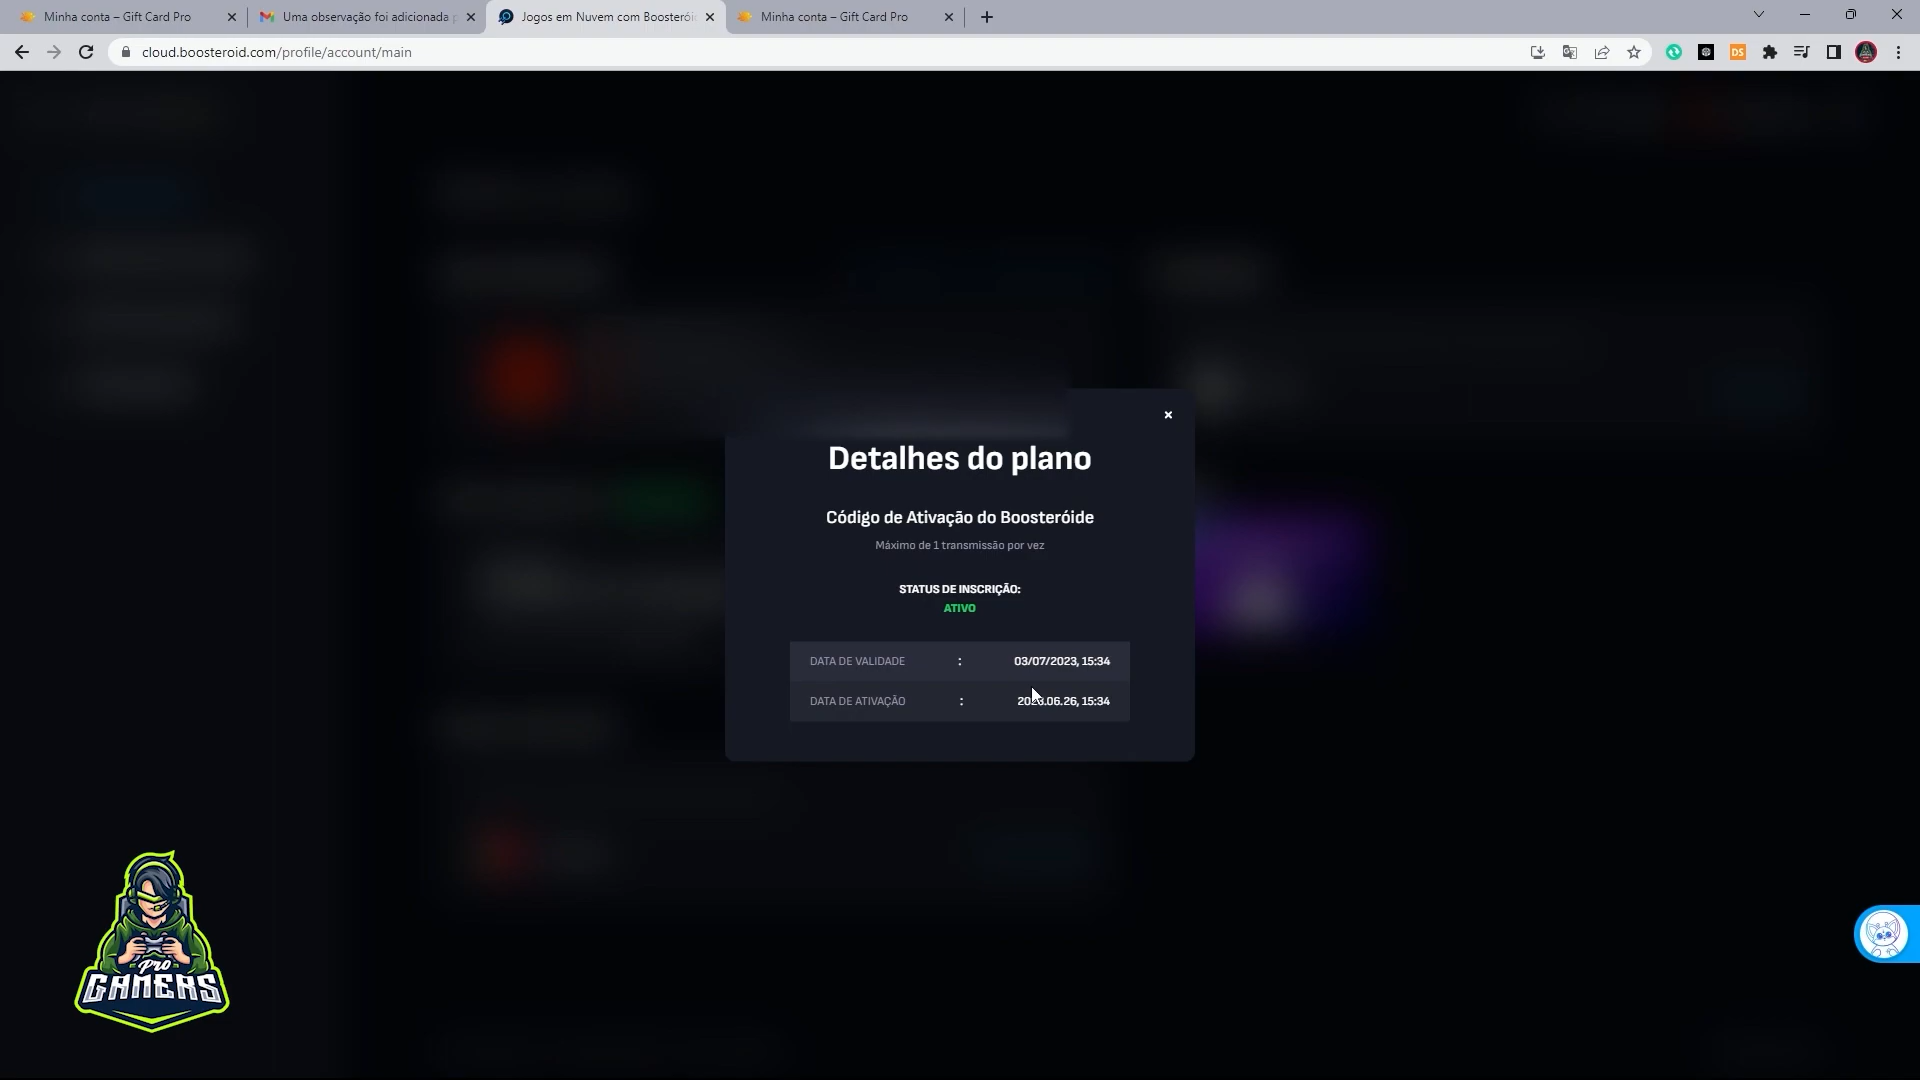 Minha conta – Gift Card Pro
Uma observação foi adicionada
Jogos em Nuvem com Boosterói
Minha conta – Gift Card Pro
cloud.boosteroid.com/profile/account/main
DS
Detalhes do plano
Código de Ativação do Boosteróide
Máximo de 1 transmissão por vez
STATUS DE INSCRIÇÃO:
ATIVO
DATA DE VALIDADE : 03/07/2023, 15:34
DATA DE ATIVAÇÃO : 2023.06.26, 15:34
PRO
GAMERS